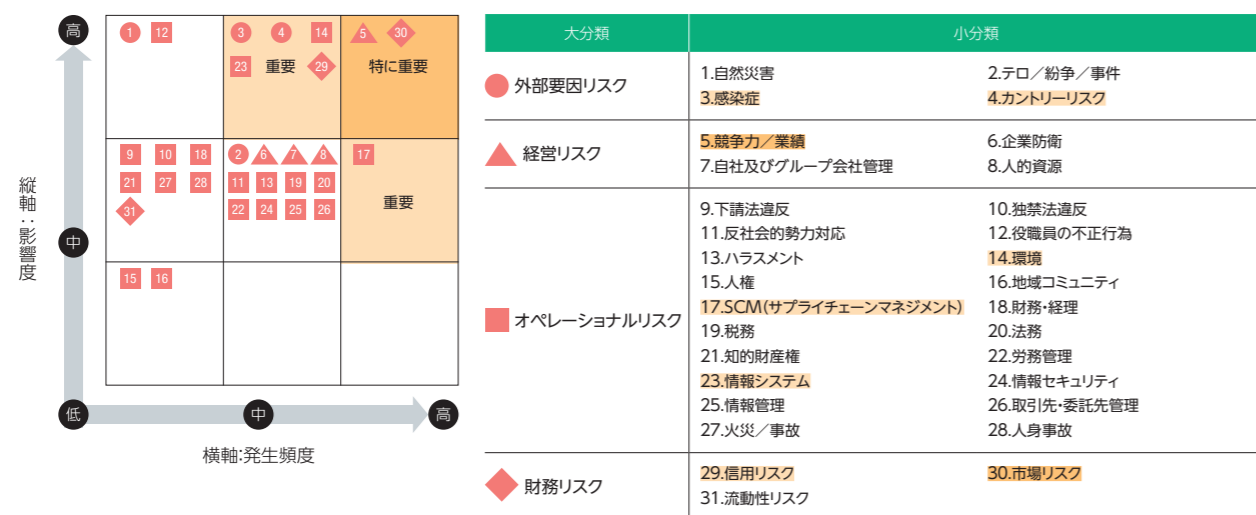 高
1 12
3 4 14
5 30
23 重要 29
特に重要
9 10 18
2 6 7 8
17
21 27 28
11 13 19 20
重要
31
22 24 25 26
15 16
縦軸:影響度
中
低
中
高
横軸:発生頻度
大分類 小分類
外部要因リスク
1.自然災害 2.テロ/紛争/事件
3.感染症 4.カントリーリスク
経営リスク
5.競争力/業績 6.企業防衛
7.自社及びグループ会社管理 8.人的資源
オペレーショナルリスク
9.下請法違反 10.独禁法違反
11.反社会的勢力対応 12.役職員の不正行為
13.ハラスメント 14.環境
15.人権 16.地域コミュニティ
17.SCM(サプライチェーンマネジメント) 18.財務・経理
19.税務 20.法務
21.知的財産権 22.労務管理
23.情報システム 24.情報セキュリティ
25.情報管理 26.取引先・委託先管理
27.火災/事故 28.人身事故
財務リスク
29.信用リスク 30.市場リスク
31.流動性リスク